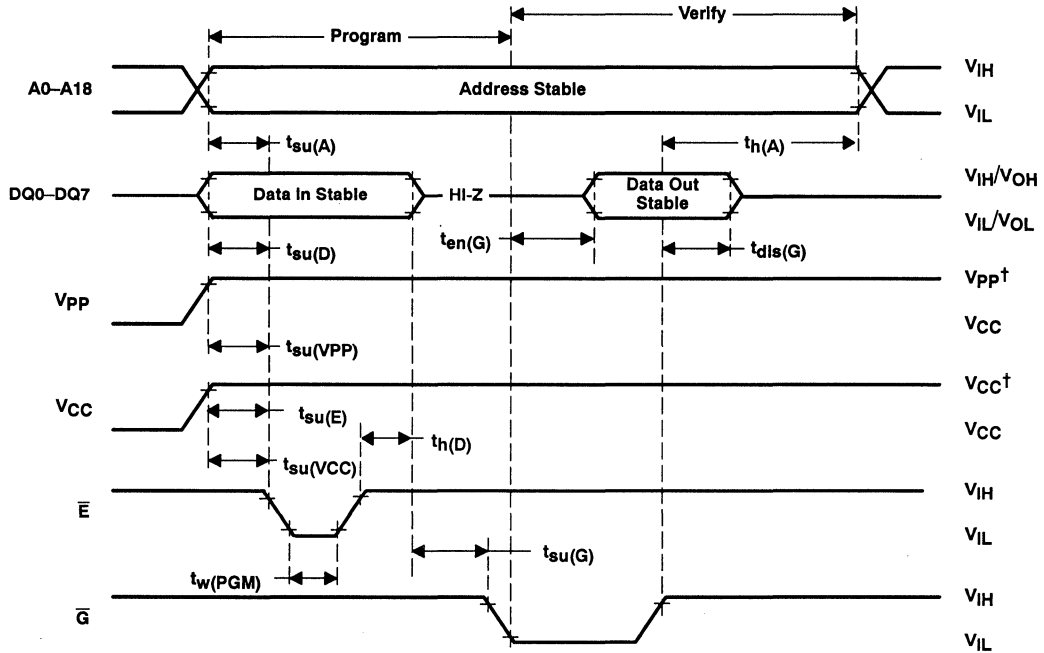 Verify
Program
A0–A18
Address Stable
VIH
VIL
tsu(A)
th(A)
DQ0–DQ7
Data In Stable
HI-Z
Data Out
Stable
VIH/VOH
VIL/VOL
tsu(D)
ten(G)
tdis(G)
VPP
VPP†
VCC
tsu(VPP)
VCC
VCC†
VCC
tsu(E)
th(D)
tsu(VCC)
E
VIH
VIL
tsu(G)
tw(PGM)
G
VIH
VIL